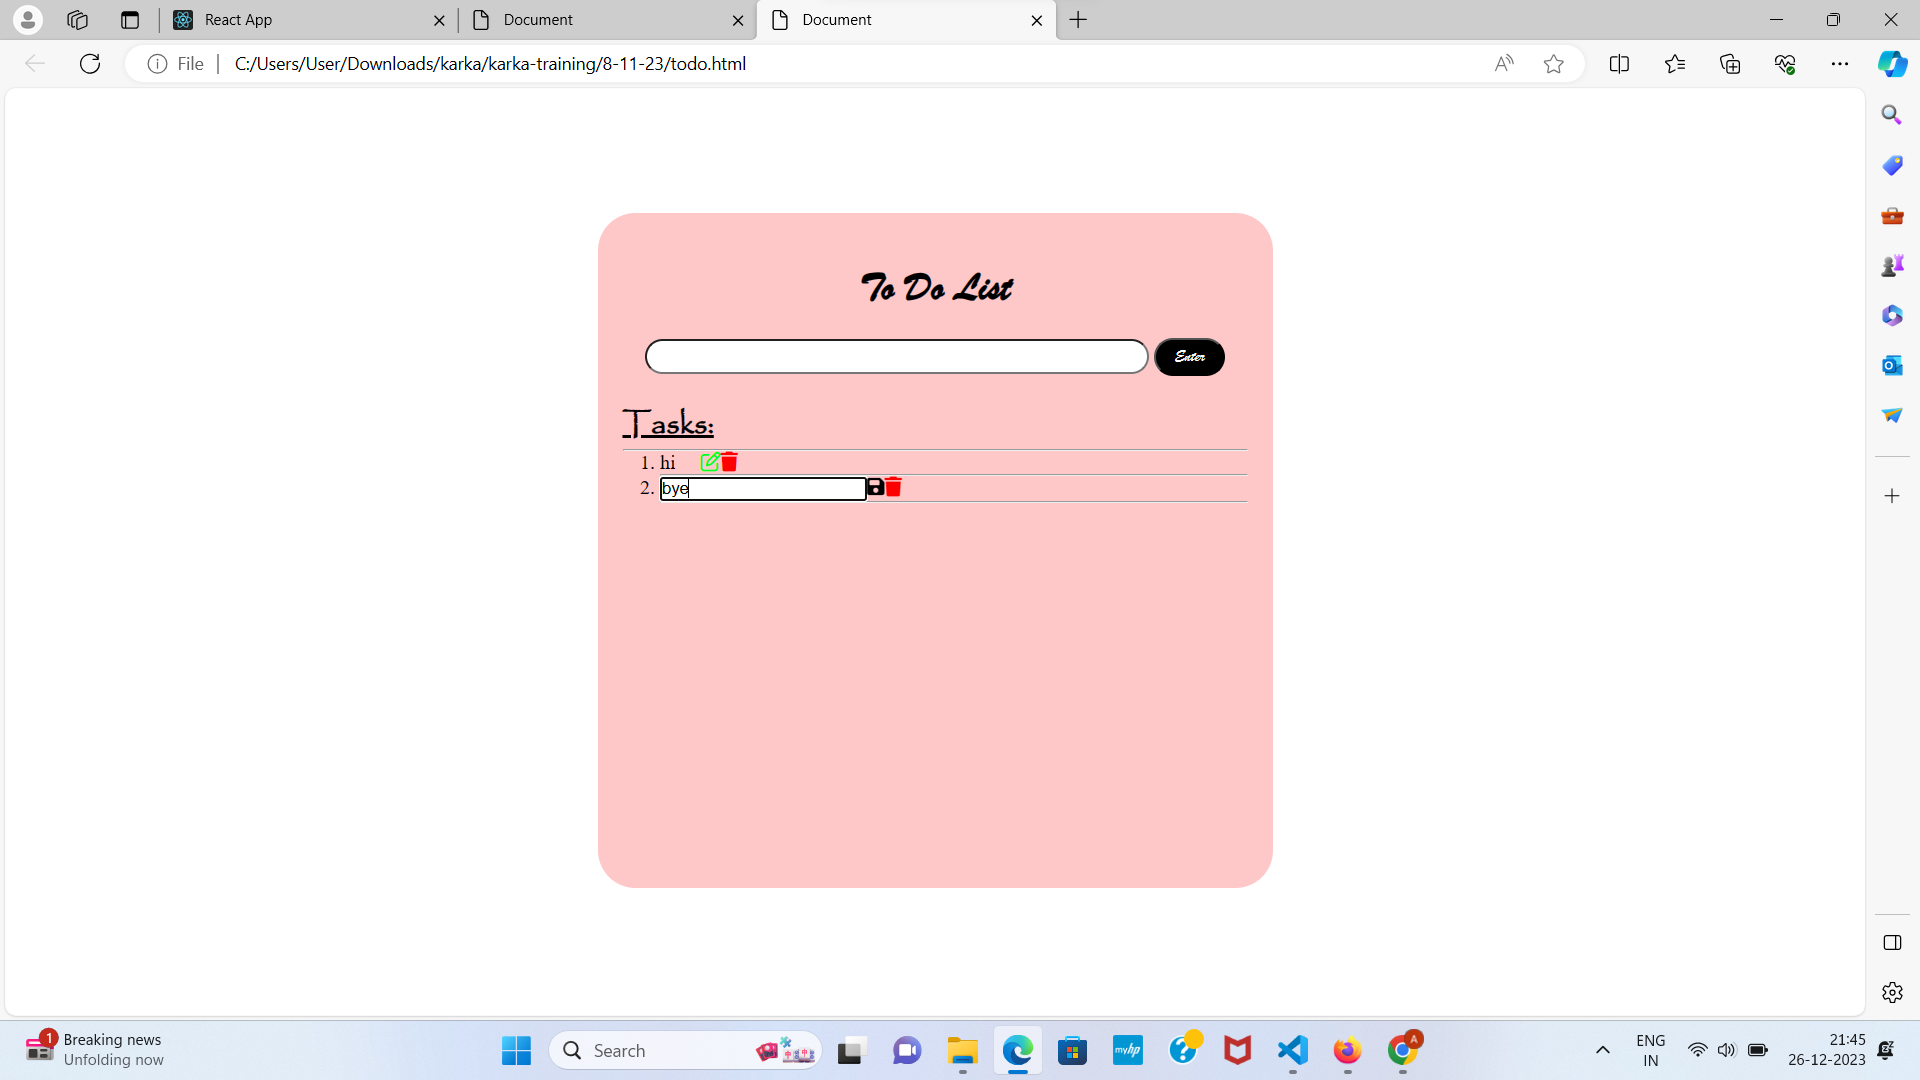 React App
Document
Document
File
C:/Users/User/Downloads/karka/karka-training/8-11-23/todo.html
To Do List
Enter
Tasks:
1. hi
2. bye
1
Breaking news
Unfolding now
Search
myhp
A
ENG
IN
21:45
26-12-2023